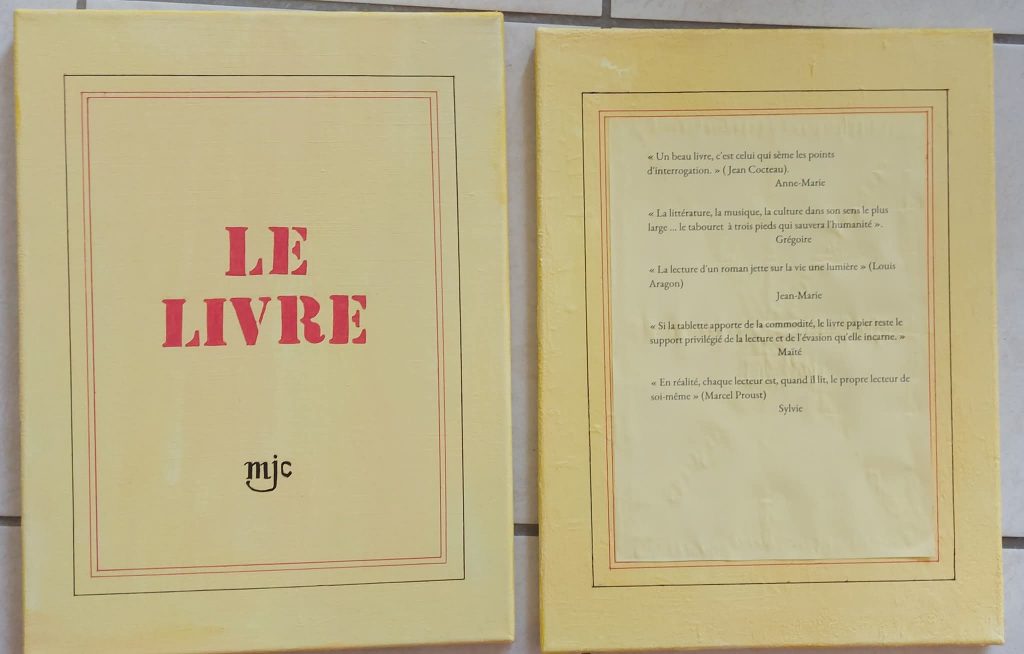 LE
LIVRE
mjc
« Un beau livre, c'est celui qui sème les points
d'interrogation. » ( Jean Cocteau).
Anne-Marie
« La littérature, la musique, la culture dans son sens le plus
large ... le tabouret à trois pieds qui sauvera l'humanité ».
Grégoire
« La lecture d'un roman jette sur la vie une lumière » (Louis
Aragon)
Jean-Marie
« Si la tablette apporte de la commodité, le livre papier reste le
support privilégié de la lecture et de l'évasion qu'elle incarne. »
Maïté
« En réalité, chaque lecteur est, quand il lit, le propre lecteur de
soi-même » (Marcel Proust)
Sylvie